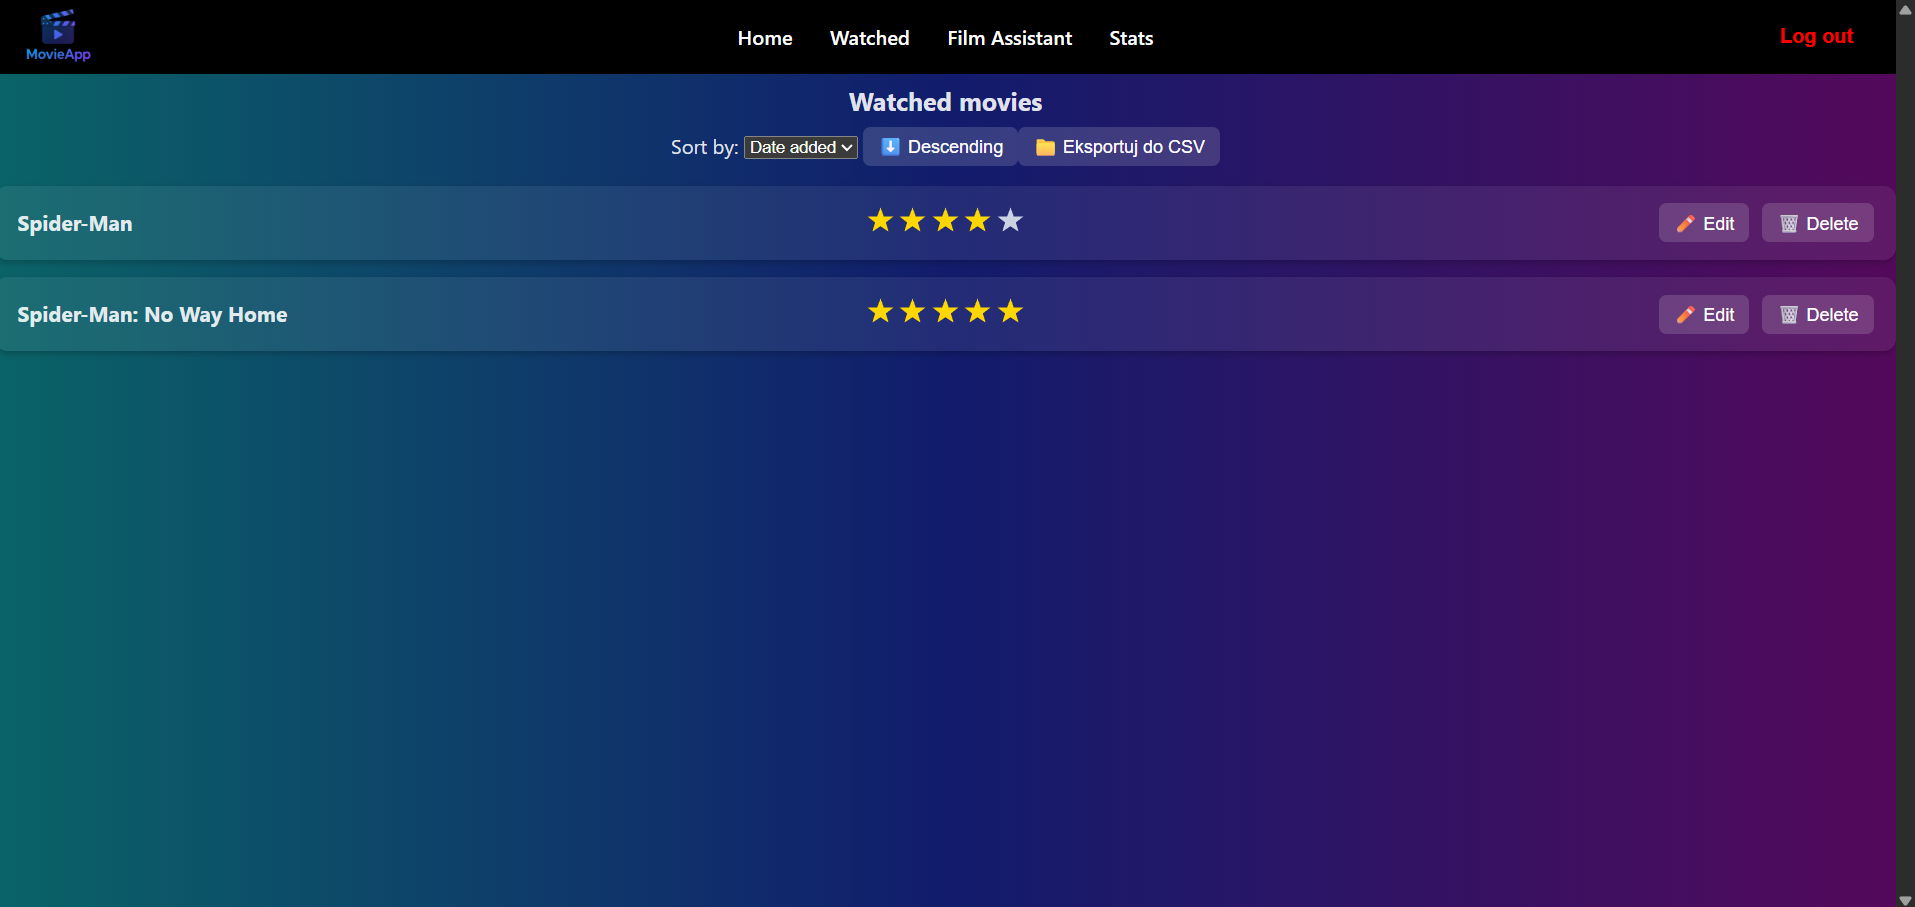 MovieApp
Home Watched Film Assistant Stats
Log out
Watched movies
Sort by: Date added Descending Eksportuj do CSV
Spider-Man Edit Delete
Spider-Man: No Way Home Edit Delete